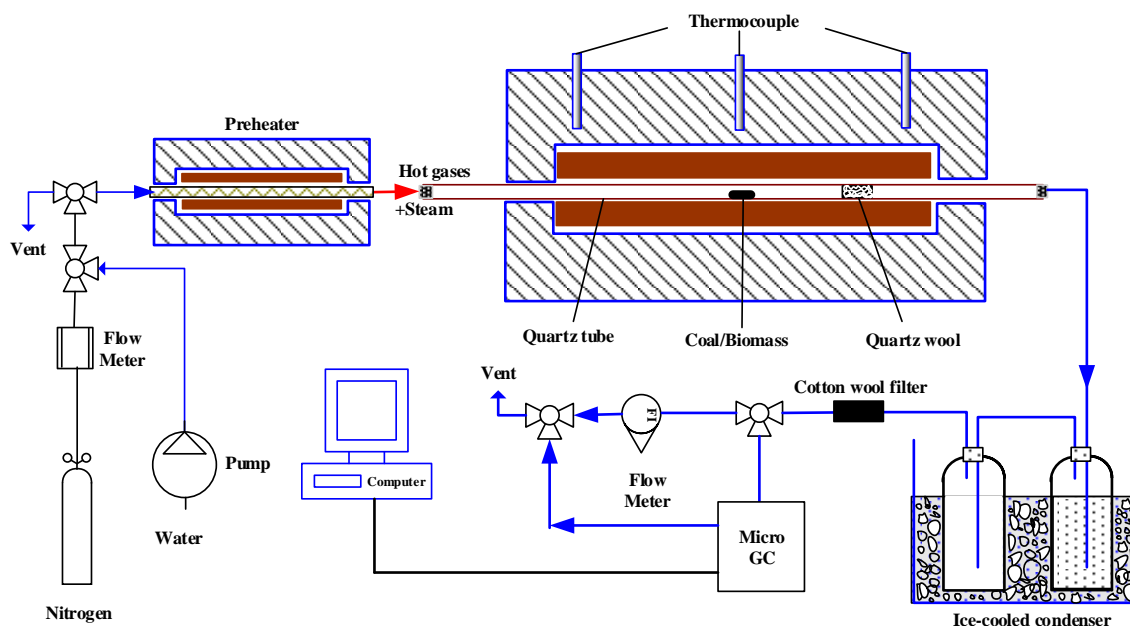 Thermocouple
Preheater
Hot gases
+Steam
Vent
Quartz tube
Coal/Biomass
Quartz wool
Flow
Meter
Vent
Cotton wool filter
FI
Computer
Pump
Flow
Meter
Water
Micro
GC
Nitrogen
Ice-cooled condenser